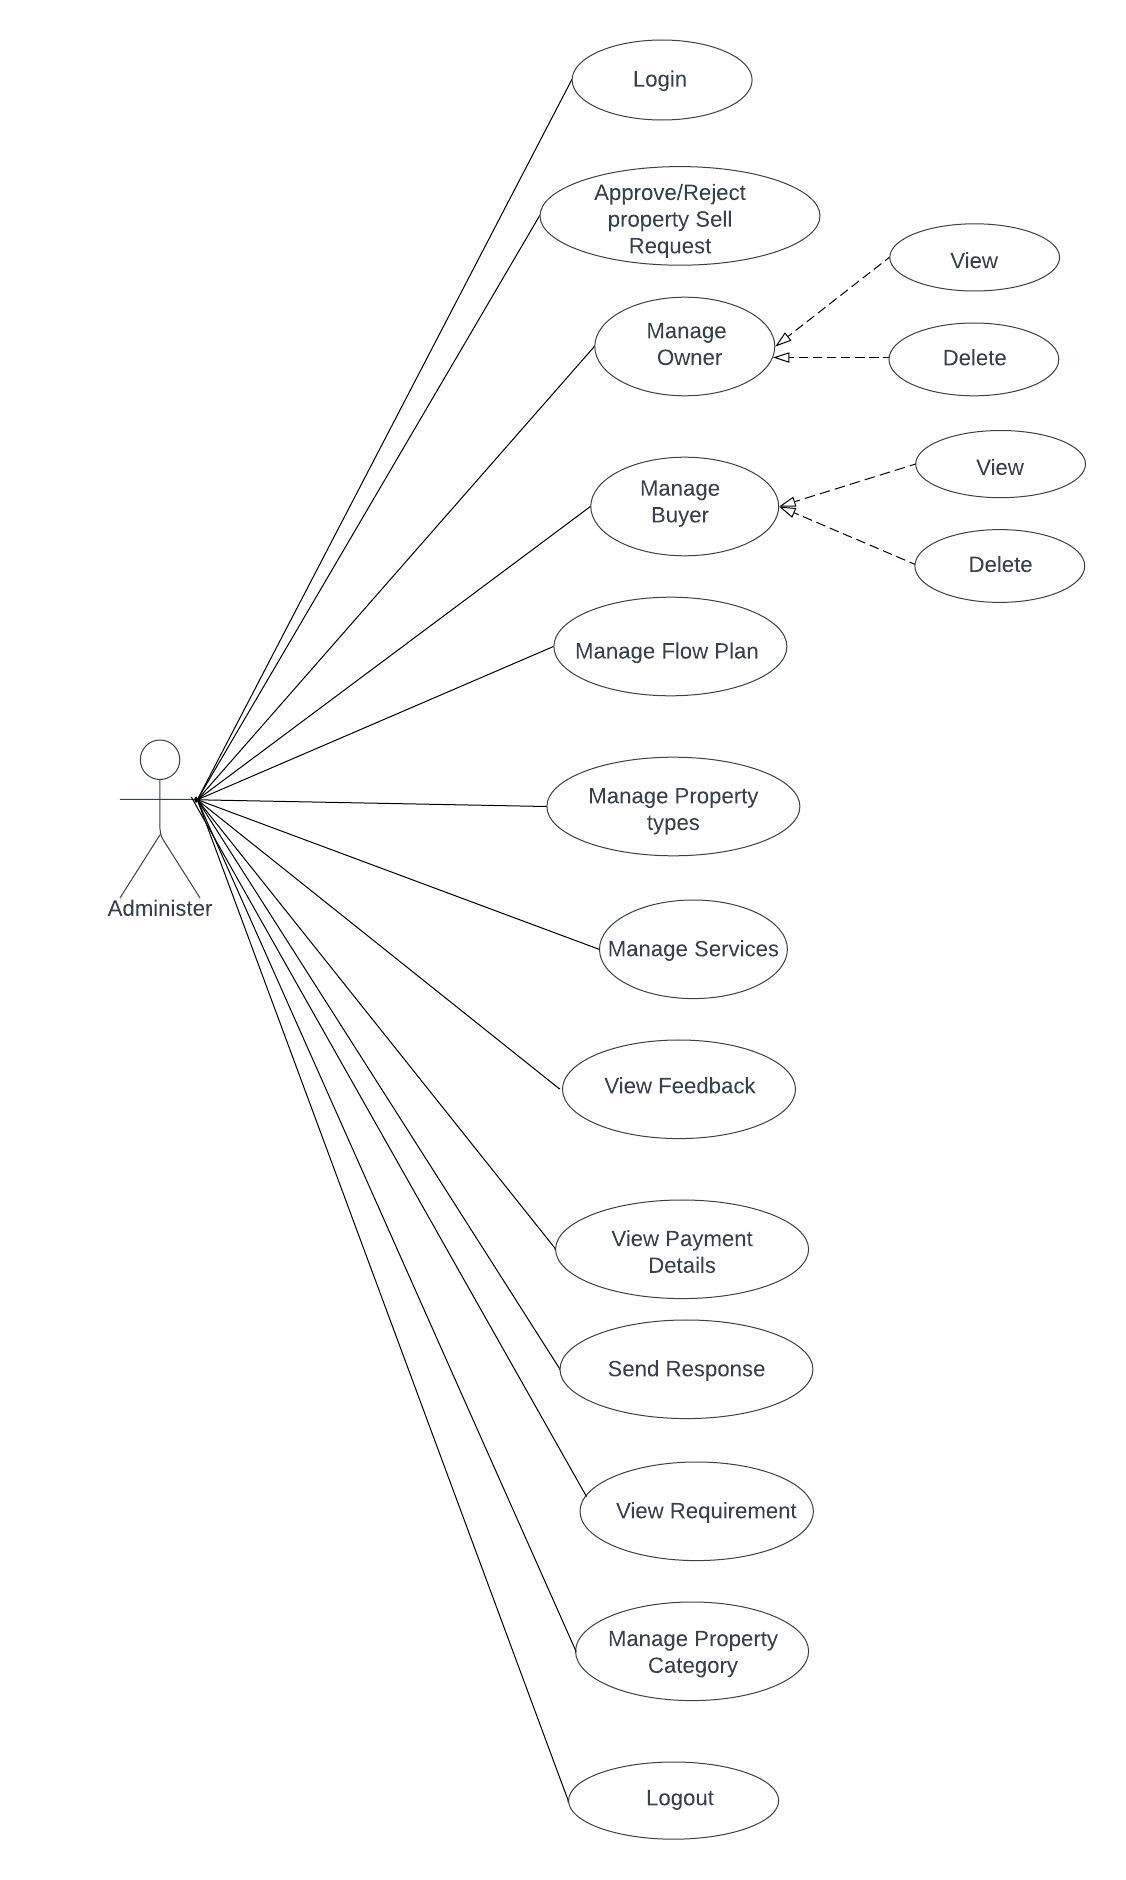 Login
Approve/Reject
property Sell
Request
View
Manage
Owner
Delete
Manage
Buyer
View
Delete
Manage Flow Plan
Manage Property
types
Administer
Manage Services
View Feedback
View Payment
Details
Send Response
View Requirement
Manage Property
Category
Logout